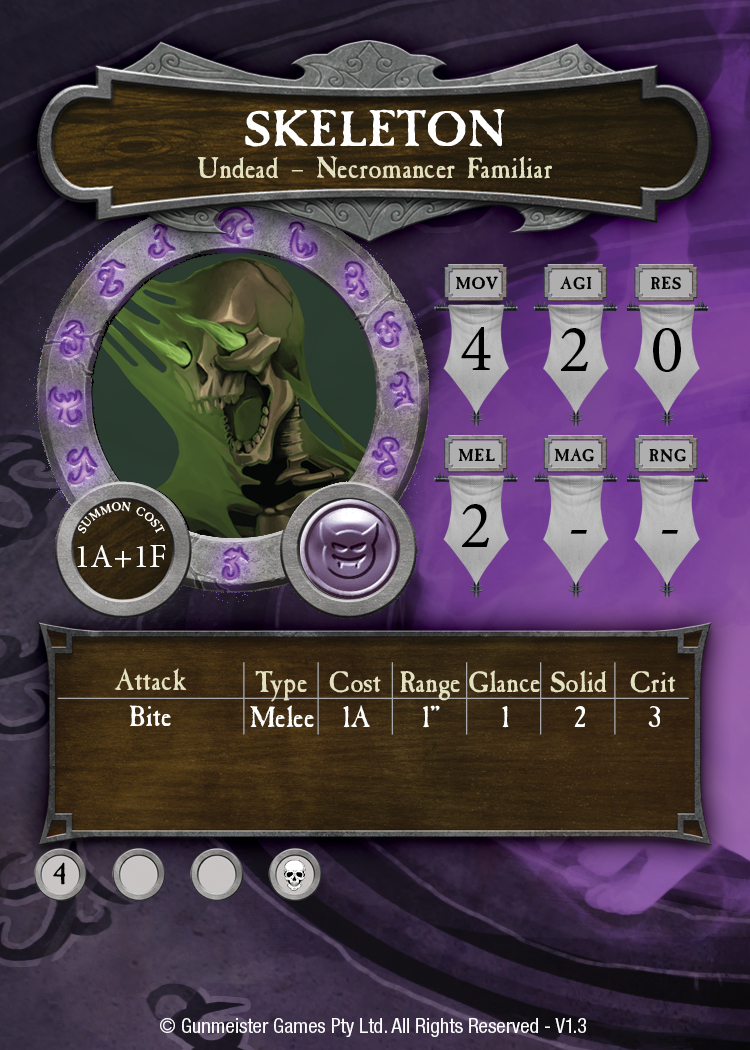 SKELETON
Undead – Necromancer Familiar
MOV AGI RES
4 2 0
MEL MAG RNG
2 - -
SUMMON COST
1A+1F
Attack Type Cost Range Glance Solid Crit
Bite Melee 1A 1” 1 2 3
4
© Gunmeister Games Pty Ltd. All Rights Reserved - V1.3